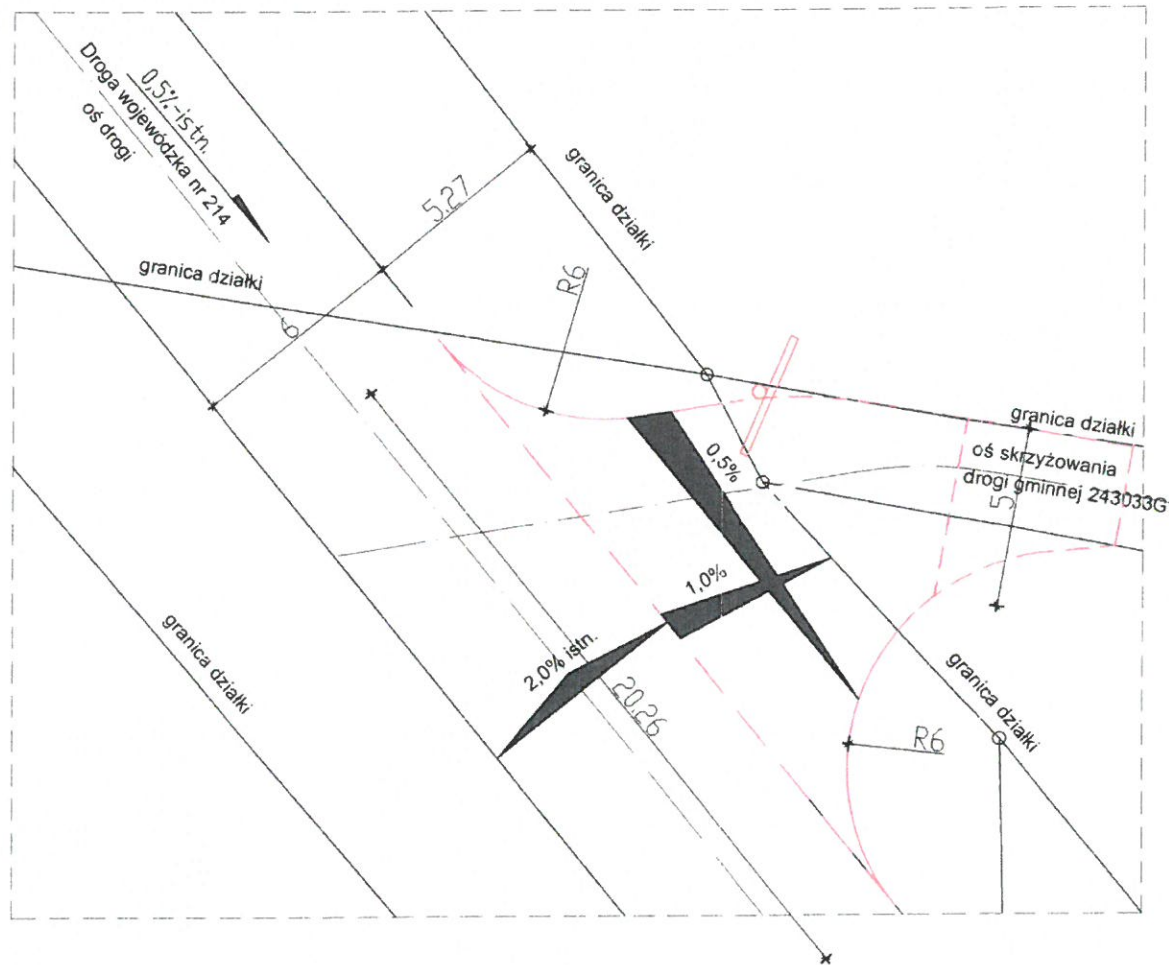 0,5%-istn.
Droga wojewódzka nr 214
oś drogi
granica działki
5.27
granica działki
6
R6
granica działki
oś skrzyżowania
drogi gminnej 243033G
5
0,5%
1,0%
2,0% istn.
20.26
granica działki
granica działki
R6